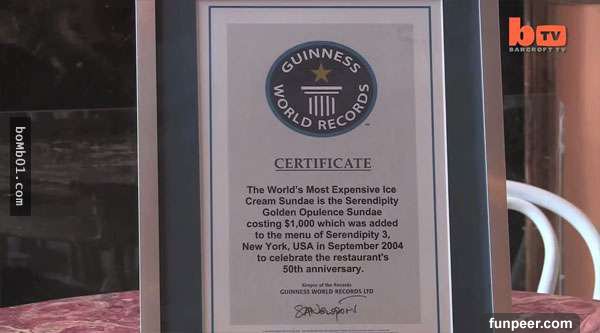 bo TV
BARCROFT TV
GUINNESS
WORLD RECORDS
CERTIFICATE
The World's Most Expensive Ice
Cream Sundae is the Serendipity
Golden Opulence Sundae
costing $1,000 which was added
to the menu of Serendipity 3,
New York, USA in September 2004
to celebrate the restaurant's
50th anniversary.
Keeper of the Records
GUINNESS WORLD RECORDS LTD
boMb01.com
funpeer.com